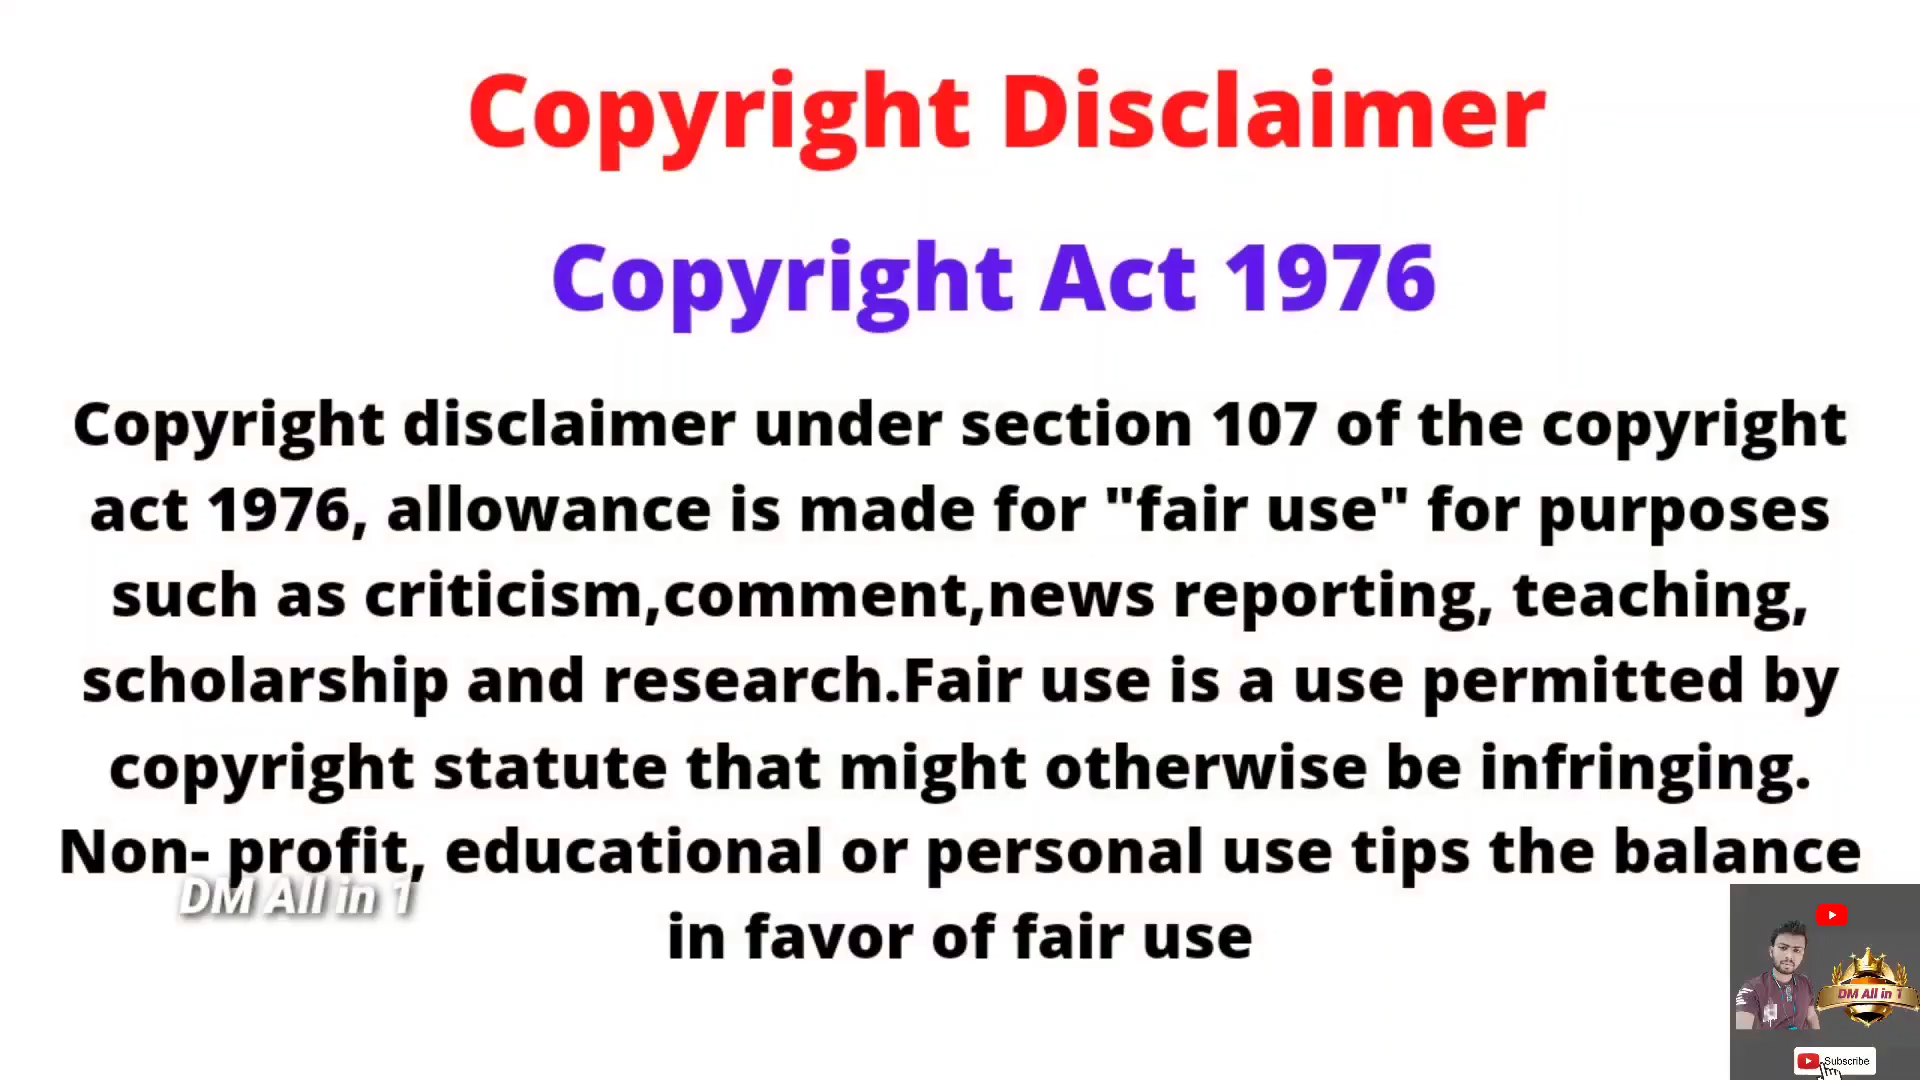 Copyright Disclaimer
Copyright Act 1976
Copyright disclaimer under section 107 of the copyright
act 1976, allowance is made for "fair use" for purposes
such as criticism,comment,news reporting, teaching,
scholarship and research.Fair use is a use permitted by
copyright statute that might otherwise be infringing.
Non- profit, educational or personal use tips the balance
in favor of fair use
DM All in 1
DM All in 1
Subscribe